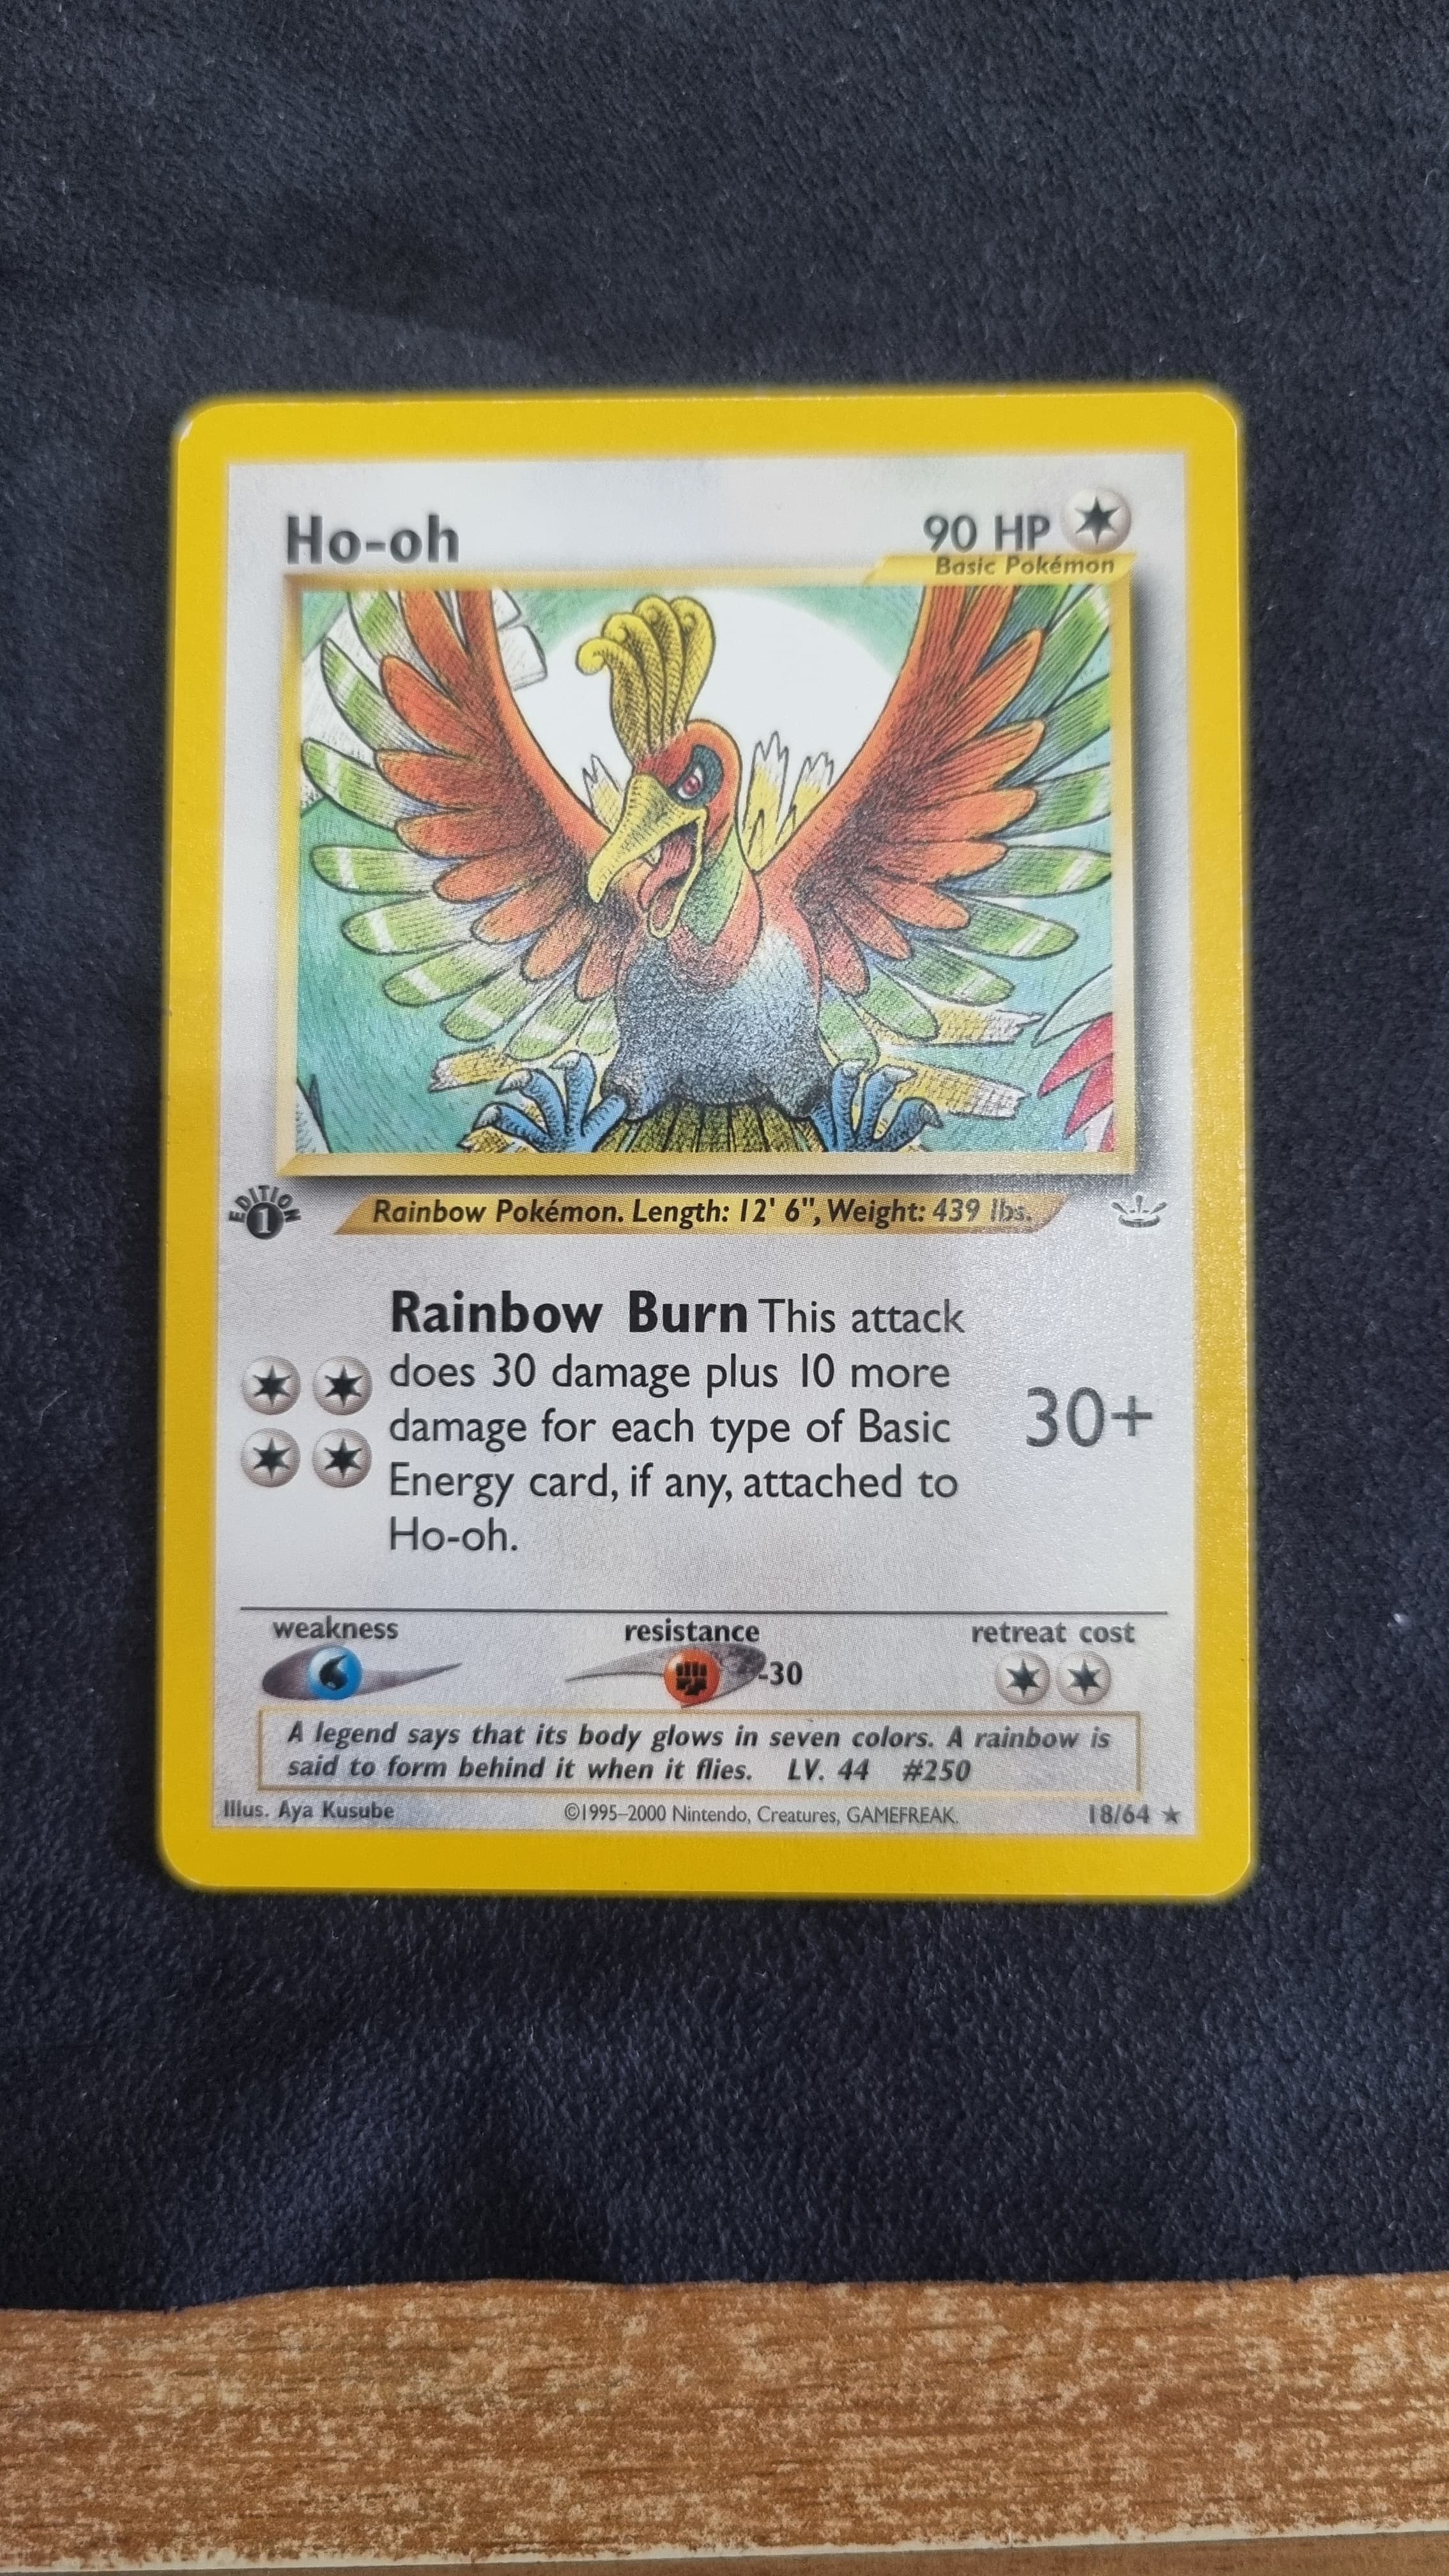 Ho-oh
90 HP
Basic Pokémon
EDITION
1
Rainbow Pokémon. Length: 12' 6", Weight: 439 lbs.
Rainbow Burn This attack
does 30 damage plus 10 more
damage for each type of Basic
Energy card, if any, attached to
Ho-oh.
30+
weakness
resistance
retreat cost
-30
A legend says that its body glows in seven colors. A rainbow is
said to form behind it when it flies. LV. 44 #250
Illus. Aya Kusube
©1995–2000 Nintendo, Creatures, GAMEFREAK.
18/64 ★